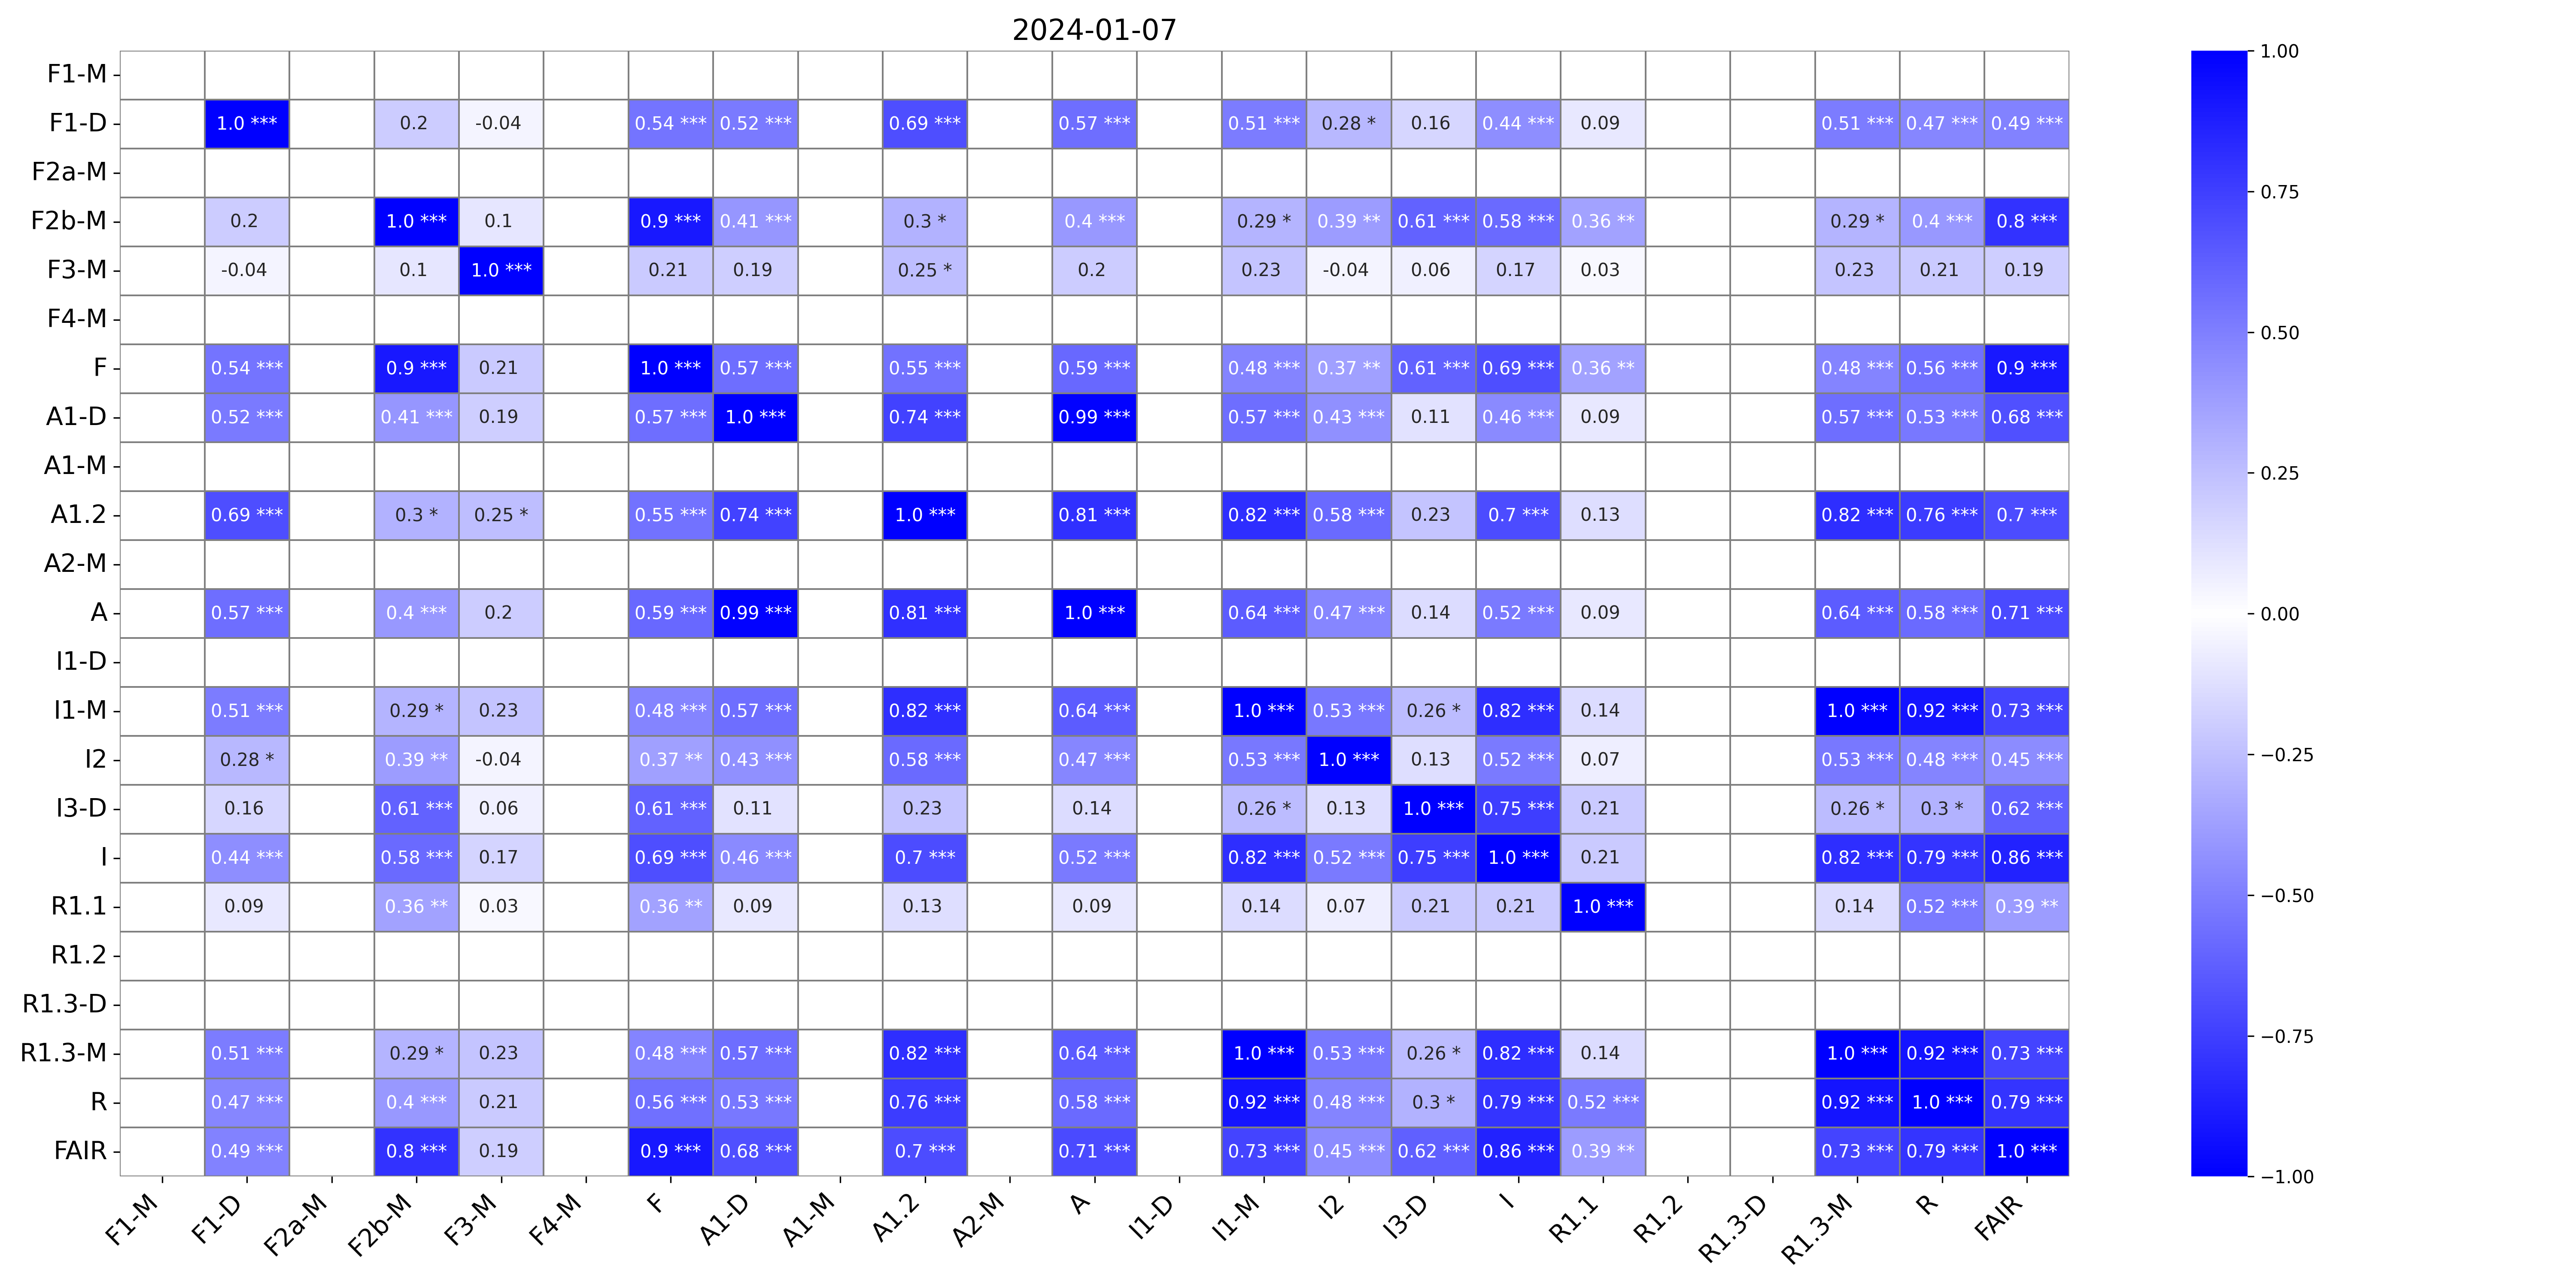 2024-01-07
F1-M
F1-D 1.0 *** 0.2 -0.04 0.54 *** 0.52 *** 0.69 *** 0.57 *** 0.51 *** 0.28 * 0.16 0.44 *** 0.09 0.51 *** 0.47 *** 0.49 ***
F2a-M
F2b-M 0.2 1.0 *** 0.1 0.9 *** 0.41 *** 0.3 * 0.4 *** 0.29 * 0.39 ** 0.61 *** 0.58 *** 0.36 ** 0.29 * 0.4 *** 0.8 ***
F3-M -0.04 0.1 1.0 *** 0.21 0.19 0.25 * 0.2 0.23 -0.04 0.06 0.17 0.03 0.23 0.21 0.19
F4-M
F 0.54 *** 0.9 *** 0.21 1.0 *** 0.57 *** 0.55 *** 0.59 *** 0.48 *** 0.37 ** 0.61 *** 0.69 *** 0.36 ** 0.48 *** 0.56 *** 0.9 ***
A1-D 0.52 *** 0.41 *** 0.19 0.57 *** 1.0 *** 0.74 *** 0.99 *** 0.57 *** 0.43 *** 0.11 0.46 *** 0.09 0.57 *** 0.53 *** 0.68 ***
A1-M
A1.2 0.69 *** 0.3 * 0.25 * 0.55 *** 0.74 *** 1.0 *** 0.81 *** 0.82 *** 0.58 *** 0.23 0.7 *** 0.13 0.82 *** 0.76 *** 0.7 ***
A2-M
A 0.57 *** 0.4 *** 0.2 0.59 *** 0.99 *** 0.81 *** 1.0 *** 0.64 *** 0.47 *** 0.14 0.52 *** 0.09 0.64 *** 0.58 *** 0.71 ***
I1-D
I1-M 0.51 *** 0.29 * 0.23 0.48 *** 0.57 *** 0.82 *** 0.64 *** 1.0 *** 0.53 *** 0.26 * 0.82 *** 0.14 1.0 *** 0.92 *** 0.73 ***
I2 0.28 * 0.39 ** -0.04 0.37 ** 0.43 *** 0.58 *** 0.47 *** 0.53 *** 1.0 *** 0.13 0.52 *** 0.07 0.53 *** 0.48 *** 0.45 ***
I3-D 0.16 0.61 *** 0.06 0.61 *** 0.11 0.23 0.14 0.26 * 0.13 1.0 *** 0.75 *** 0.21 0.26 * 0.3 * 0.62 ***
I 0.44 *** 0.58 *** 0.17 0.69 *** 0.46 *** 0.7 *** 0.52 *** 0.82 *** 0.52 *** 0.75 *** 1.0 *** 0.21 0.82 *** 0.79 *** 0.86 ***
R1.1 0.09 0.36 ** 0.03 0.36 ** 0.09 0.13 0.09 0.14 0.07 0.21 0.21 1.0 *** 0.14 0.52 *** 0.39 **
R1.2
R1.3-D
R1.3-M 0.51 *** 0.29 * 0.23 0.48 *** 0.57 *** 0.82 *** 0.64 *** 1.0 *** 0.53 *** 0.26 * 0.82 *** 0.14 1.0 *** 0.92 *** 0.73 ***
R 0.47 *** 0.4 *** 0.21 0.56 *** 0.53 *** 0.76 *** 0.58 *** 0.92 *** 0.48 *** 0.3 * 0.79 *** 0.52 *** 0.92 *** 1.0 *** 0.79 ***
FAIR 0.49 *** 0.8 *** 0.19 0.9 *** 0.68 *** 0.7 *** 0.71 *** 0.73 *** 0.45 *** 0.62 *** 0.86 *** 0.39 ** 0.73 *** 0.79 *** 1.0 ***
F1-M F1-D F2a-M F2b-M F3-M F4-M F A1-D A1-M A1.2 A2-M A I1-D I1-M I2 I3-D I R1.1 R1.2 R1.3-D R1.3-M R FAIR
1.00
0.75
0.50
0.25
0.00
−0.25
−0.50
−0.75
−1.00